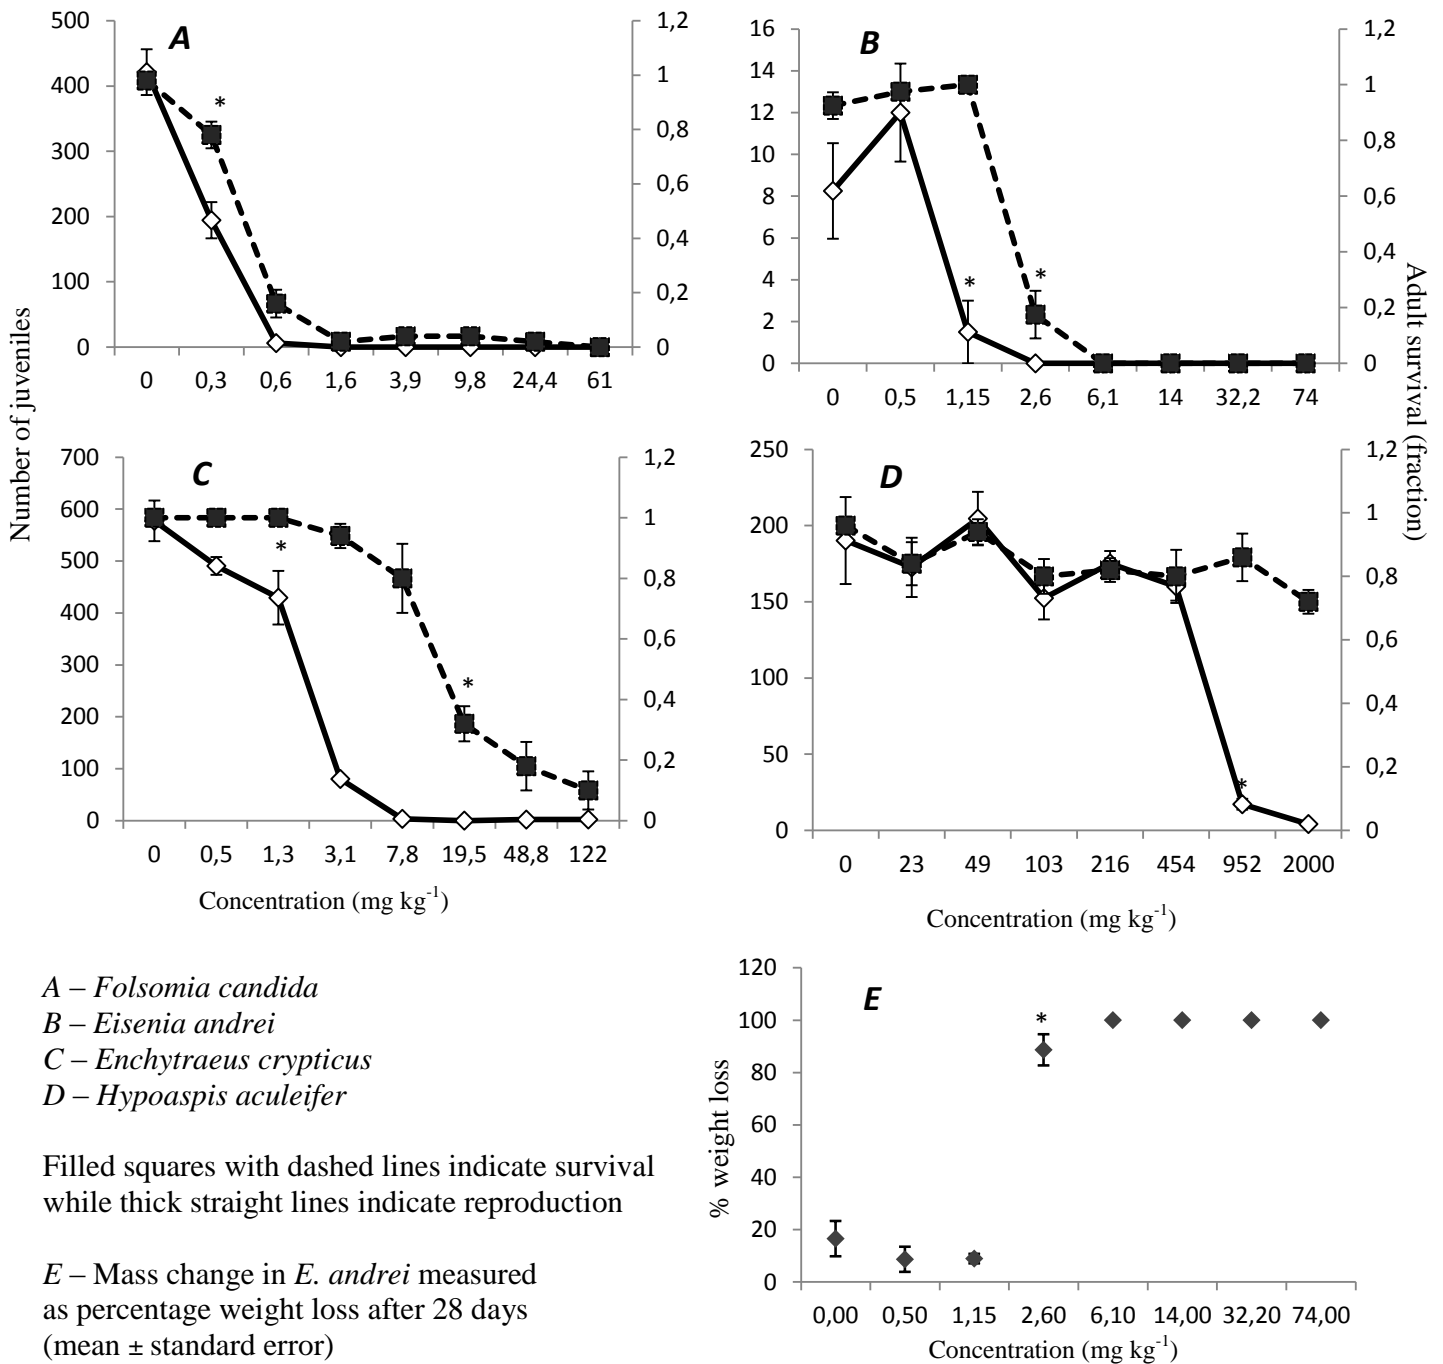 A
500
400
300
200
100
0
1,2
1
0,8
0,6
0,4
0,2
0
*
0 0,3 0,6 1,6 3,9 9,8 24,4 61
B
16
14
12
10
8
6
4
2
0
1,2
1
0,8
0,6
0,4
0,2
0
* *
0 0,5 1,15 2,6 6,1 14 32,2 74
Number of juveniles
Adult survival (fraction)
C
700
600
500
400
300
200
100
0
1,2
1
0,8
0,6
0,4
0,2
0
*
*
0 0,5 1,3 3,1 7,8 19,5 48,8 122
Concentration (mg kg-1)
D
250
200
150
100
50
0
1,2
1
0,8
0,6
0,4
0,2
0
*
0 23 49 103 216 454 952 2000
Concentration (mg kg-1)
A – Folsomia candida
B – Eisenia andrei
C – Enchytraeus crypticus
D – Hypoaspis aculeifer
Filled squares with dashed lines indicate survival
while thick straight lines indicate reproduction
E – Mass change in E. andrei measured
as percentage weight loss after 28 days
(mean ± standard error)
E
120
100
80
60
40
20
0
% weight loss
*
0,00 0,50 1,15 2,60 6,10 14,00 32,20 74,00
Concentration (mg kg-1)